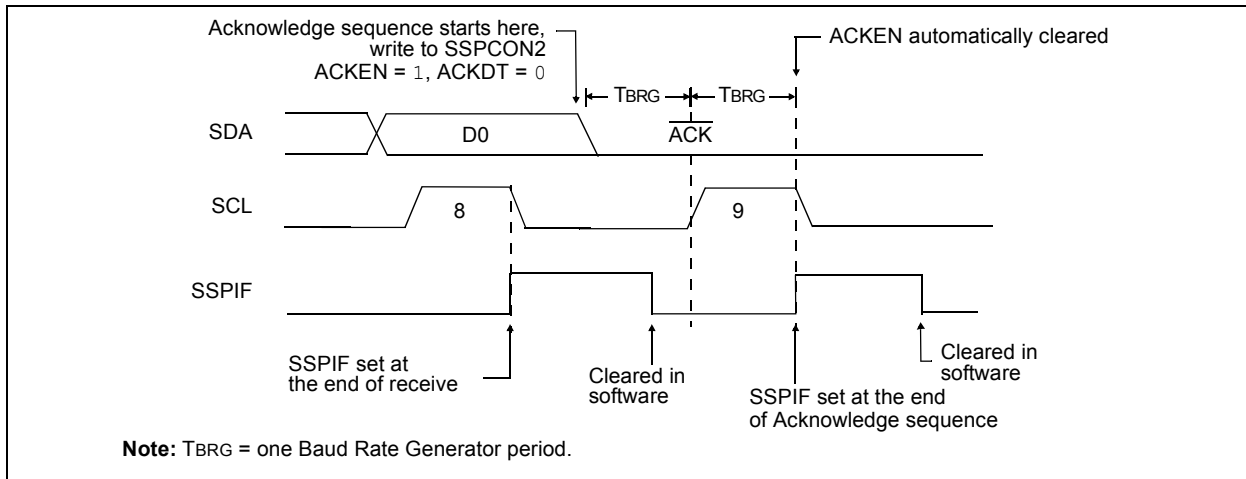 Acknowledge sequence starts here,
write to SSPCON2
ACKEN = 1, ACKDT = 0
ACKEN automatically cleared
TBRG
TBRG
SDA
D0
ACK
SCL
8
9
SSPIF
SSPIF set at
the end of receive
Cleared in
software
SSPIF set at the end
of Acknowledge sequence
Cleared in
software
Note: TBRG = one Baud Rate Generator period.